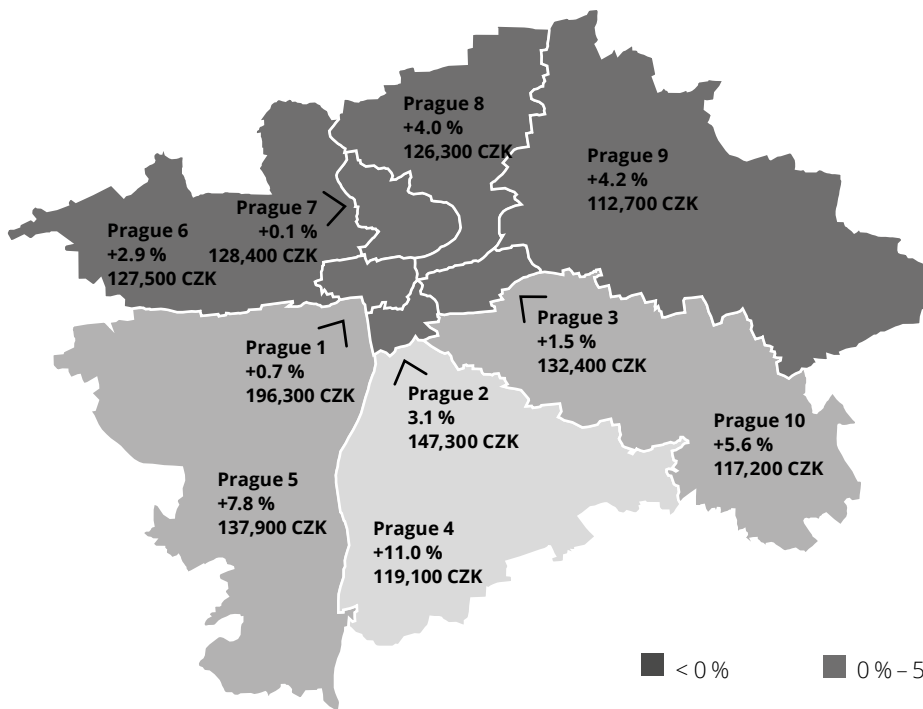 Prague 8
+4.0 %
126,300 CZK
Prague 9
+4.2 %
112,700 CZK
Prague 7
+0.1 %
128,400 CZK
Prague 6
+2.9 %
127,500 CZK
Prague 3
+1.5 %
132,400 CZK
Prague 1
+0.7 %
196,300 CZK
Prague 2
3.1 %
147,300 CZK
Prague 10
+5.6 %
117,200 CZK
Prague 5
+7.8 %
137,900 CZK
Prague 4
+11.0 %
119,100 CZK
< 0 %
0 % – 5